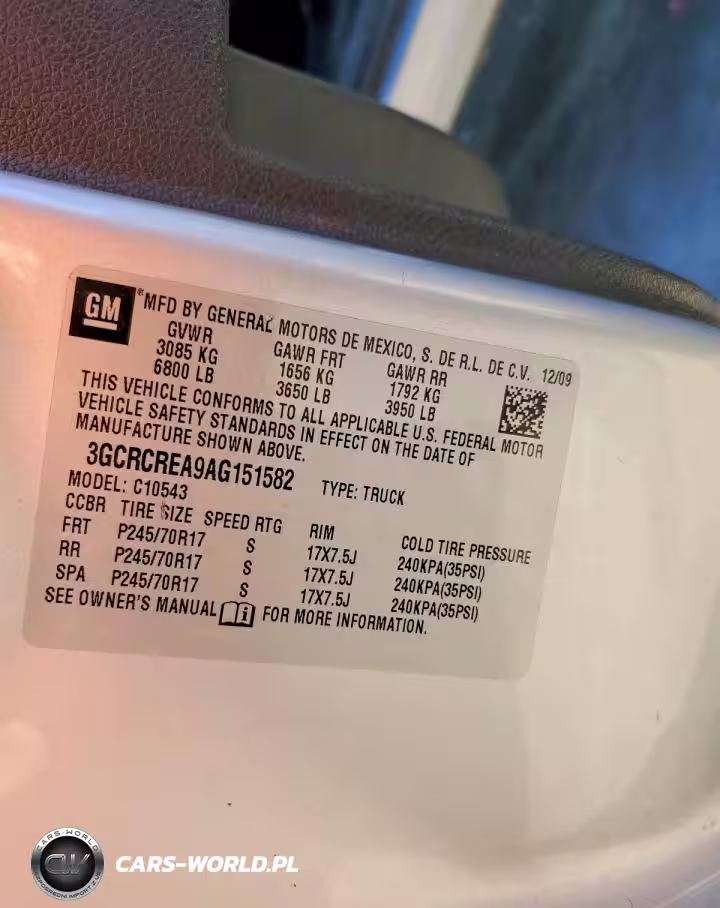 GM
*MFD BY GENERAL MOTORS DE MEXICO, S. DE R.L. DE C.V. 12/09
GVWR GAWR FRT GAWR RR
3085 KG 1656 KG 1792 KG
6800 LB 3650 LB 3950 LB
THIS VEHICLE CONFORMS TO ALL APPLICABLE U.S. FEDERAL MOTOR
VEHICLE SAFETY STANDARDS IN EFFECT ON THE DATE OF
MANUFACTURE SHOWN ABOVE.
3GCRCREA9AG151582 TYPE: TRUCK
MODEL: C10543
CCBR TIRE SIZE SPEED RTG RIM COLD TIRE PRESSURE
FRT P245/70R17 S 17X7.5J 240KPA(35PSI)
RR P245/70R17 S 17X7.5J 240KPA(35PSI)
SPA P245/70R17 S 17X7.5J 240KPA(35PSI)
SEE OWNER'S MANUAL FOR MORE INFORMATION.
CARS-WORLD
CW
CARS-WORLD.PL